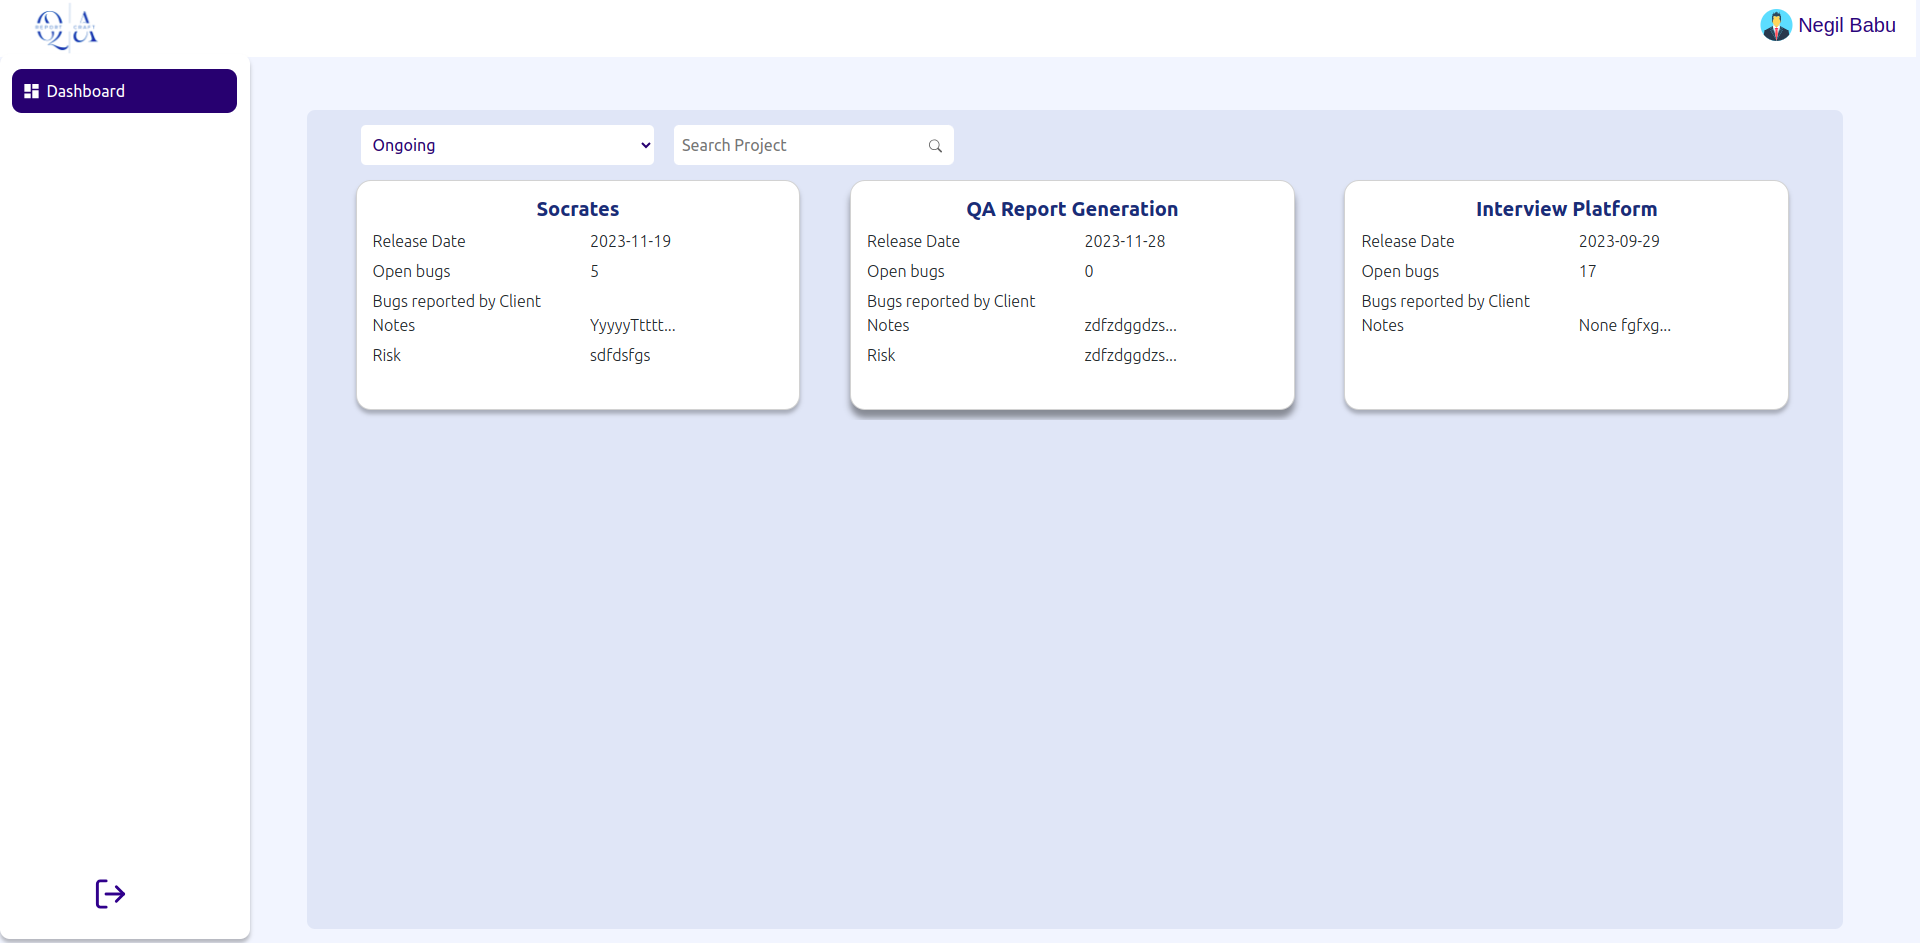 QA
REPORT CRAFT
Negil Babu
Dashboard
Ongoing
Search Project
Socrates
Release Date 2023-11-19
Open bugs 5
Bugs reported by Client
Notes YyyyyTtttt...
Risk sdfdsfgs
QA Report Generation
Release Date 2023-11-28
Open bugs 0
Bugs reported by Client
Notes zdfzdggdzs...
Risk zdfzdggdzs...
Interview Platform
Release Date 2023-09-29
Open bugs 17
Bugs reported by Client
Notes None fgfxg...